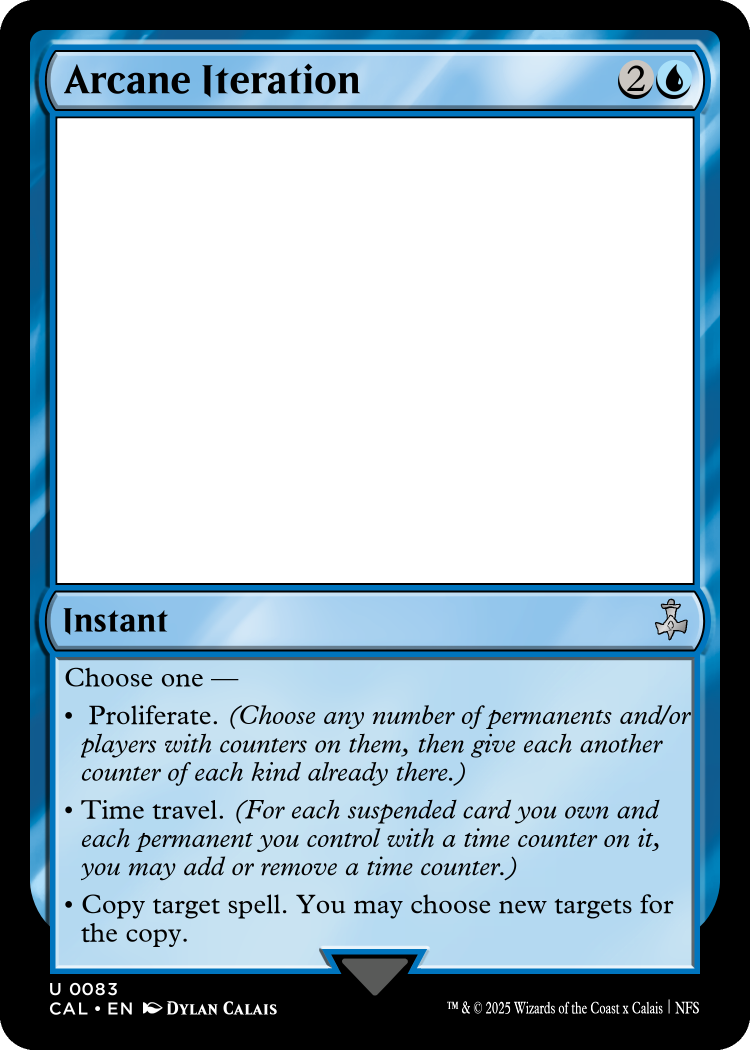 Arcane Iteration 2
Instant
Choose one —
• Proliferate. (Choose any number of permanents and/or
players with counters on them, then give each another
counter of each kind already there.)
• Time travel. (For each suspended card you own and
each permanent you control with a time counter on it,
you may add or remove a time counter.)
• Copy target spell. You may choose new targets for
the copy.
U 0083
CAL • EN Dylan Calais
™ & © 2025 Wizards of the Coast x Calais | NFS